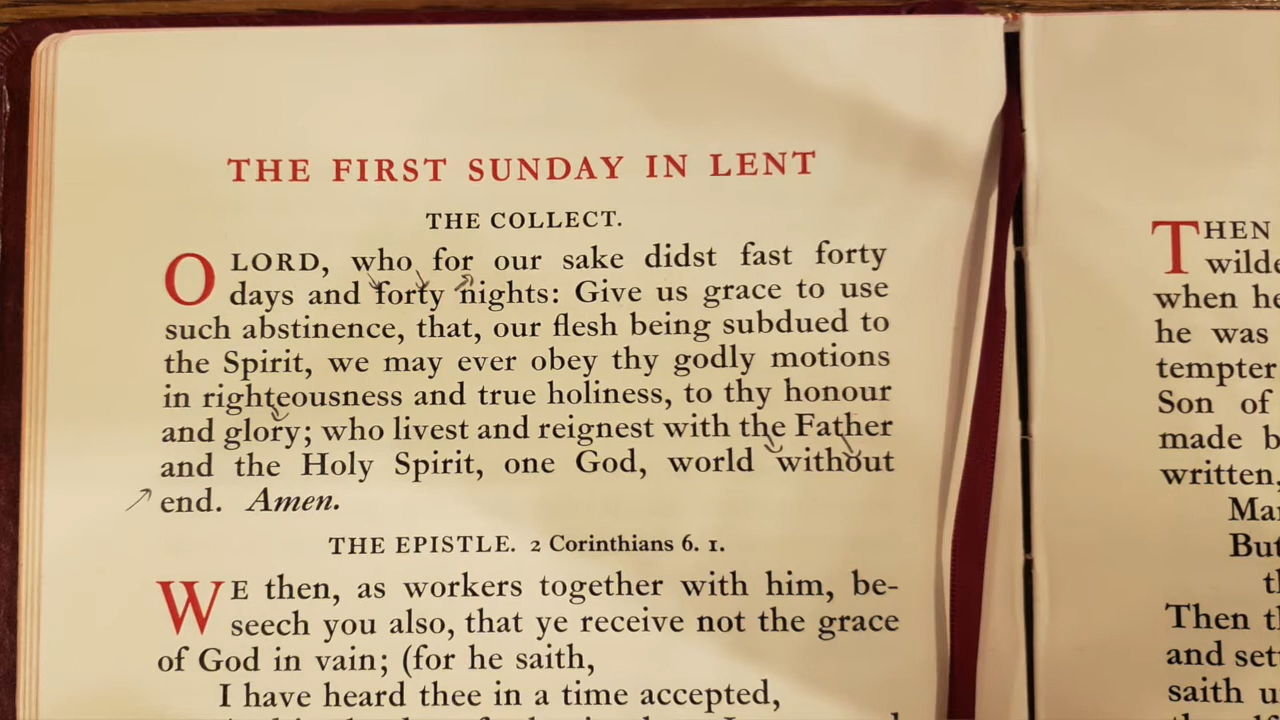 THE FIRST SUNDAY IN LENT
THE COLLECT.
O LORD, who for our sake didst fast forty
days and forty nights: Give us grace to use
such abstinence, that, our flesh being subdued to
the Spirit, we may ever obey thy godly motions
in righteousness and true holiness, to thy honour
and glory; who livest and reignest with the Father
and the Holy Spirit, one God, world without
end. Amen.
THE EPISTLE. 2 Corinthians 6. 1.
WE then, as workers together with him, be-
seech you also, that ye receive not the grace
of God in vain; (for he saith,
I have heard thee in a time accepted,
THEN
when he
he was
tempter
Son of
made b
written,
But
Then th
and set
saith u